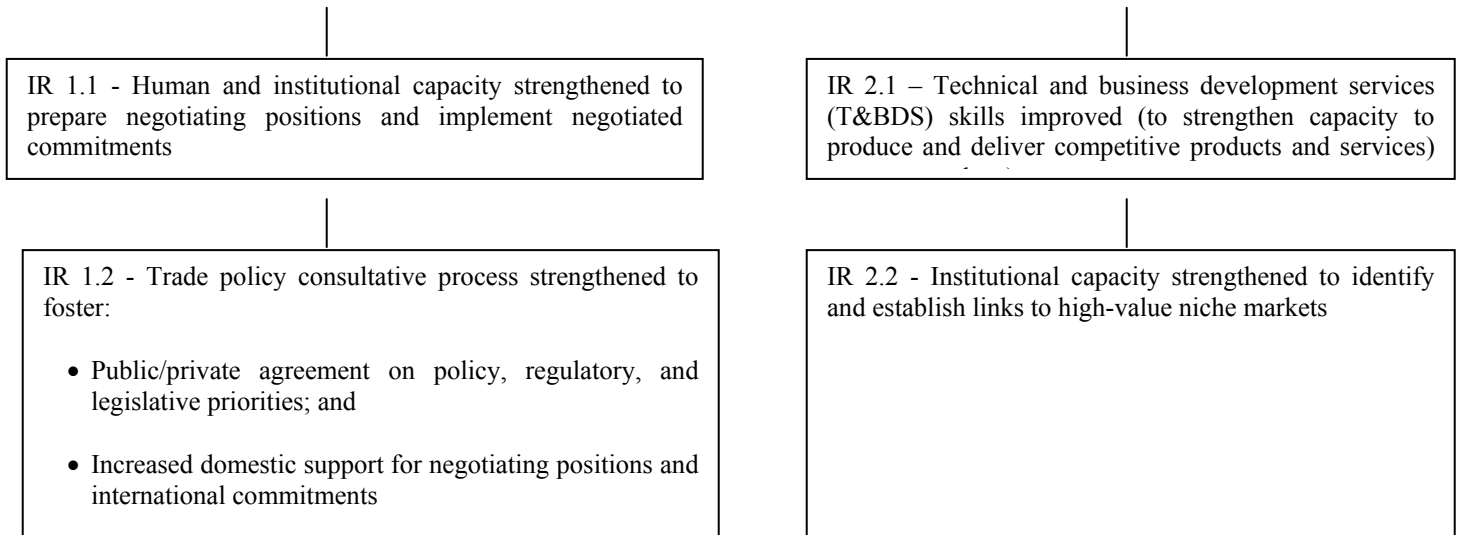 IR 1.1 - Human and institutional capacity strengthened to
prepare negotiating positions and implement negotiated
commitments
IR 2.1 – Technical and business development services
(T&BDS) skills improved (to strengthen capacity to
produce and deliver competitive products and services)
IR 1.2 - Trade policy consultative process strengthened to
foster:
• Public/private agreement on policy, regulatory, and
legislative priorities; and
• Increased domestic support for negotiating positions and
international commitments
IR 2.2 - Institutional capacity strengthened to identify
and establish links to high-value niche markets